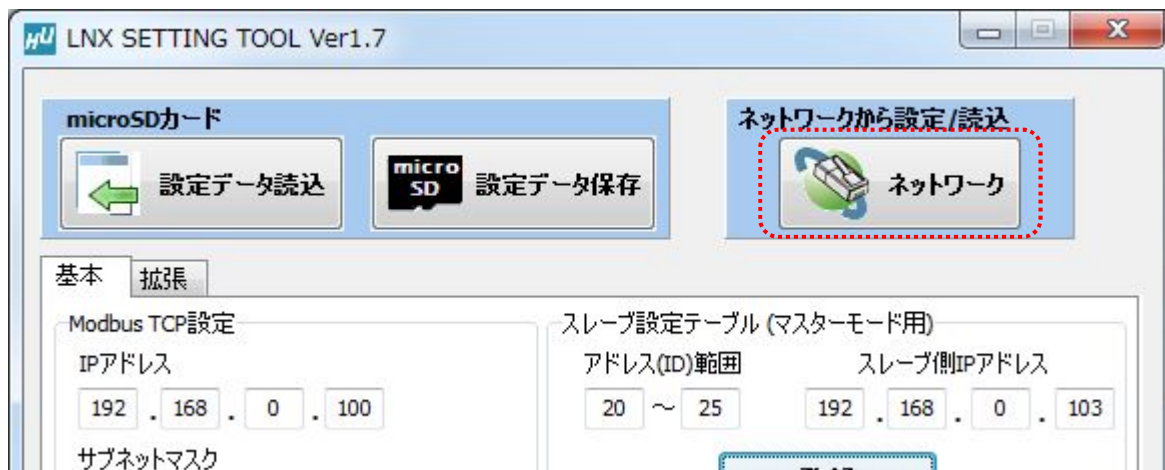 HU LNX SETTING TOOL Ver1.7
microSDカード
設定データ読込
micro SD 設定データ保存
ネットワークから設定/読込
ネットワーク
基本 拡張
Modbus TCP設定
IPアドレス
192 . 168 . 0 . 100
サブネットマスク
スレーブ設定テーブル (マスターモード用)
アドレス(ID)範囲 スレーブ側IPアドレス
20 ～ 25 192 . 168 . 0 . 103